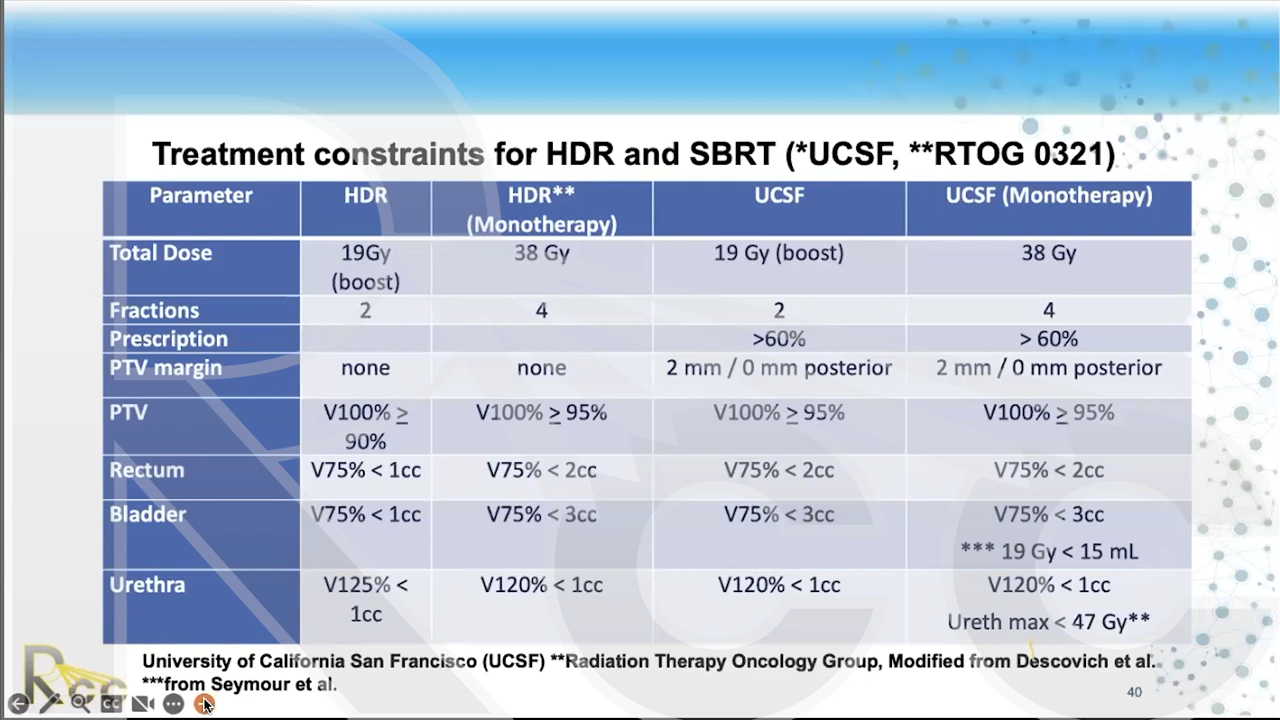 Treatment constraints for HDR and SBRT (*UCSF, **RTOG 0321)
Parameter HDR HDR** UCSF UCSF (Monotherapy)
(Monotherapy)
Total Dose 19Gy 38 Gy 19 Gy (boost) 38 Gy
(boost)
Fractions 2 4 2 4
Prescription >60% > 60%
PTV margin none none 2 mm / 0 mm posterior 2 mm / 0 mm posterior
PTV V100% ≥ V100% ≥ 95% V100% ≥ 95% V100% ≥ 95%
90%
Rectum V75% < 1cc V75% < 2cc V75% < 2cc V75% < 2cc
Bladder V75% < 1cc V75% < 3cc V75% < 3cc V75% < 3cc
*** 19 Gy < 15 mL
Urethra V125% < V120% < 1cc V120% < 1cc V120% < 1cc
1cc
Ureth max < 47 Gy**
University of California San Francisco (UCSF) **Radiation Therapy Oncology Group, Modified from Descovich et al.
***from Seymour et al.
Rcc
CC
40